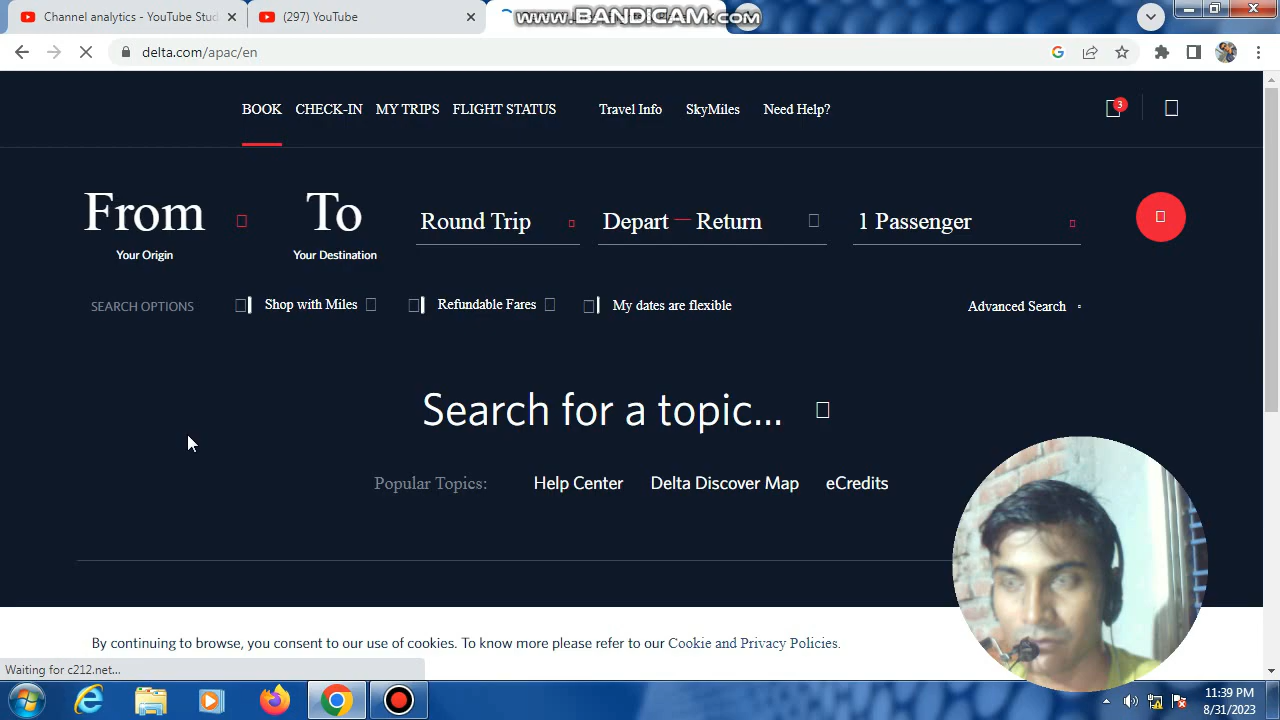 Channel analytics - YouTube Stud
(297) YouTube
www.BANDICAM.com
delta.com/apac/en
BOOK CHECK-IN MY TRIPS FLIGHT STATUS Travel Info SkyMiles Need Help? 3
From To Round Trip Depart — Return 1 Passenger
Your Origin Your Destination
SEARCH OPTIONS Shop with Miles Refundable Fares My dates are flexible Advanced Search
Search for a topic...
Popular Topics: Help Center Delta Discover Map eCredits
By continuing to browse, you consent to our use of cookies. To know more please refer to our Cookie and Privacy Policies.
Waiting for c212.net...
11:39 PM
8/31/2023